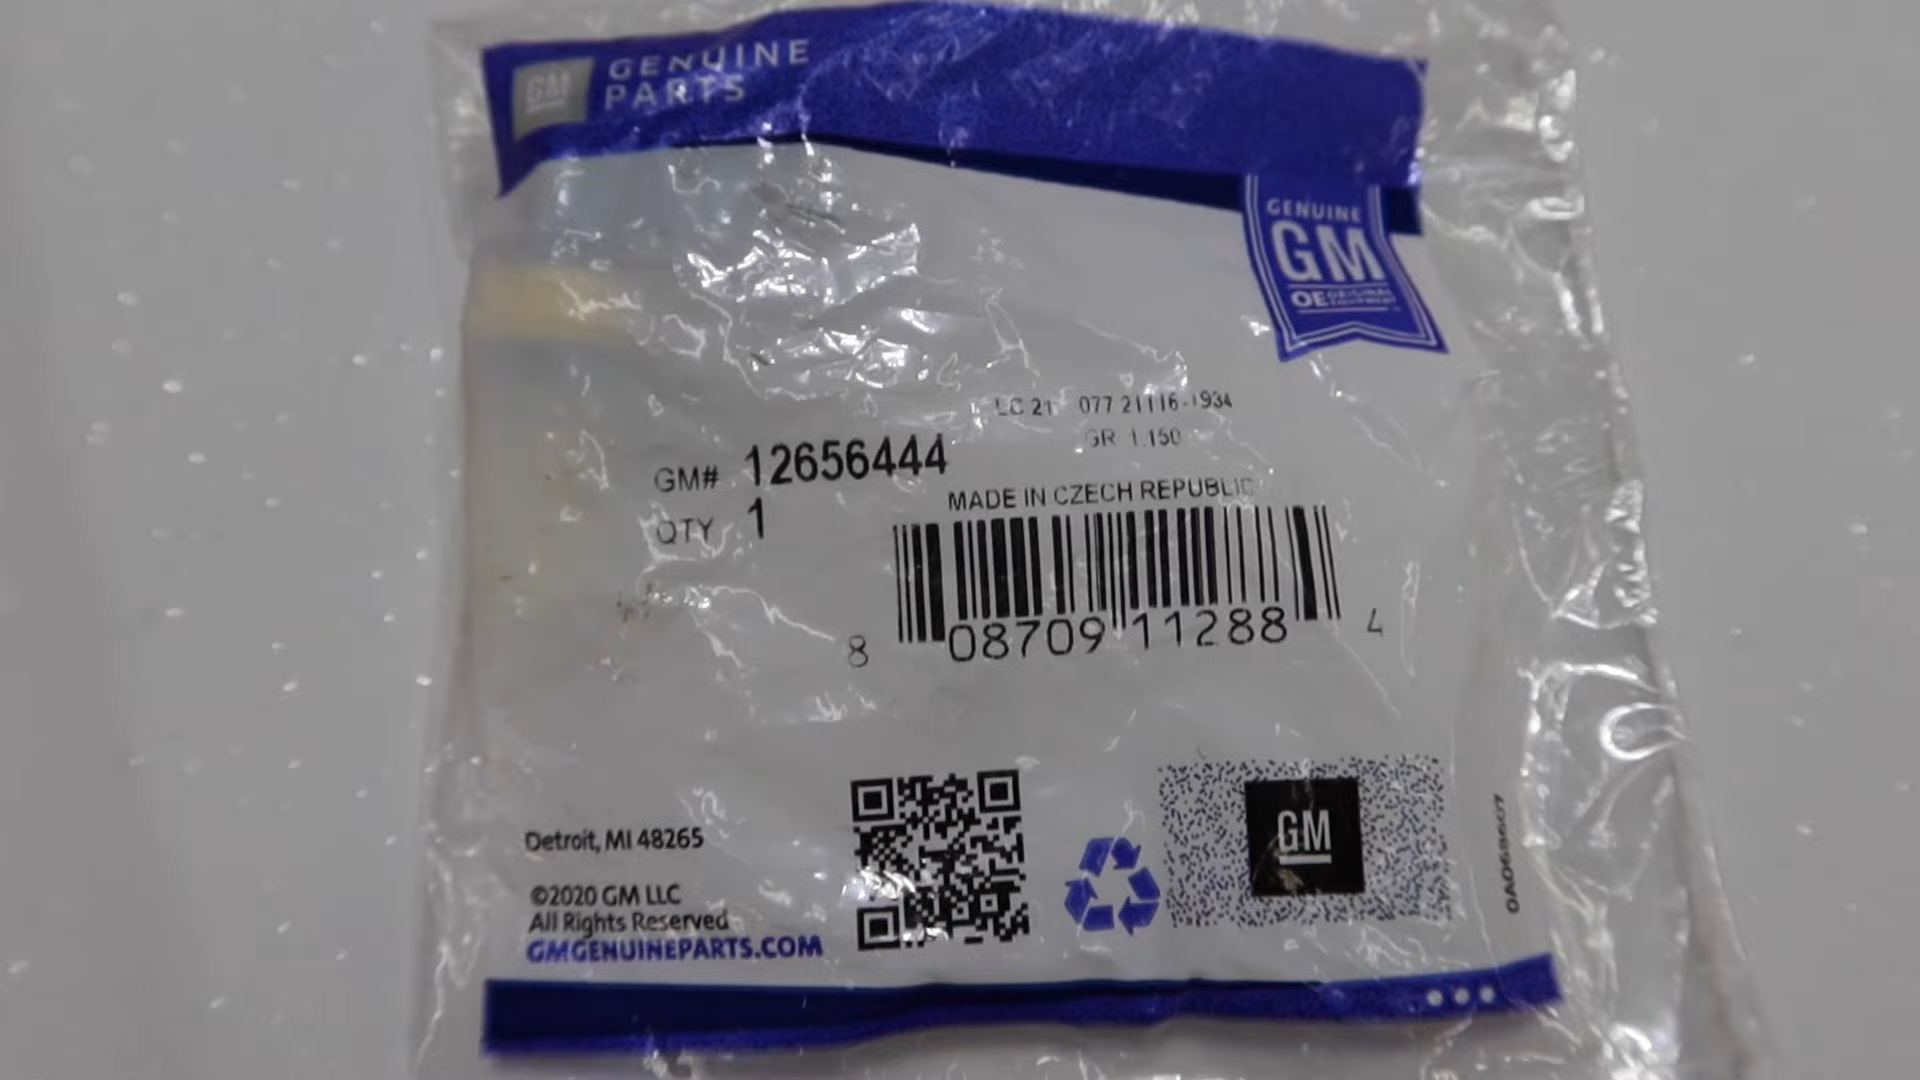 GM GENUINE
PARTS
GENUINE
GM
OE ORIGINAL
EQUIPMENT
LC 21 077 21116-1934
GR 1.150
GM# 12656444
MADE IN CZECH REPUBLIC
QTY 1
8 08709 11288 4
Detroit, MI 48265
©2020 GM LLC
All Rights Reserved
GMGENUINEPARTS.COM
GM